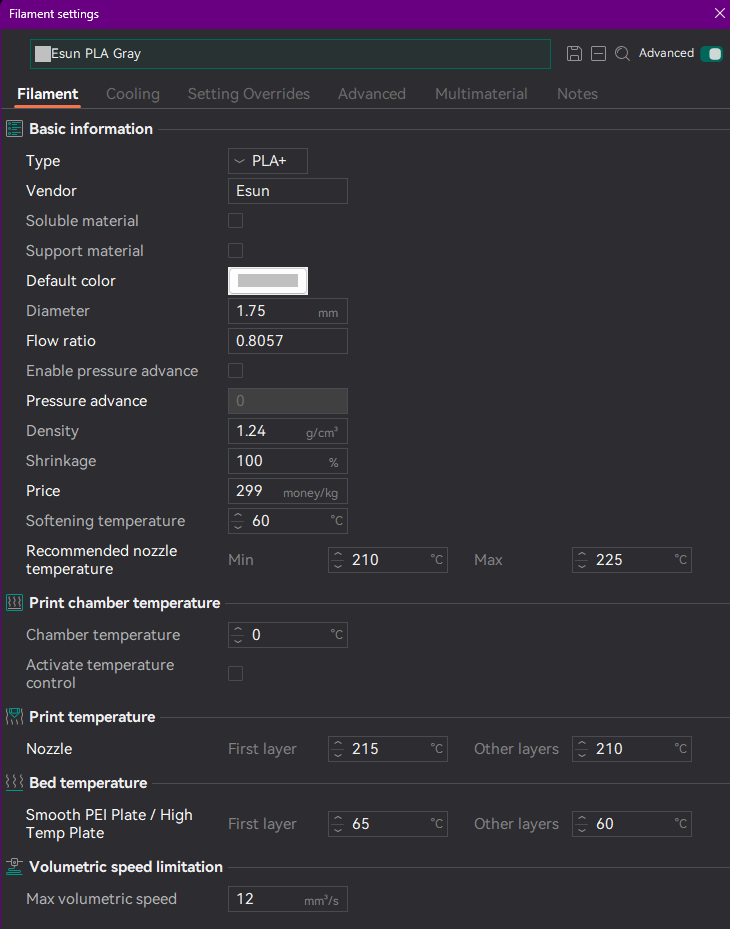 Filament settings
Esun PLA Gray
Advanced
Filament Cooling Setting Overrides Advanced Multimaterial Notes
Basic information
Type PLA+
Vendor Esun
Soluble material
Support material
Default color
Diameter 1.75 mm
Flow ratio 0.8057
Enable pressure advance
Pressure advance 0
Density 1.24 g/cm³
Shrinkage 100 %
Price 299 money/kg
Softening temperature 60 °C
Recommended nozzle
temperature
Min 210 °C Max 225 °C
Print chamber temperature
Chamber temperature 0 °C
Activate temperature
control
Print temperature
Nozzle First layer 215 °C Other layers 210 °C
Bed temperature
Smooth PEI Plate / High
Temp Plate
First layer 65 °C Other layers 60 °C
Volumetric speed limitation
Max volumetric speed 12 mm³/s